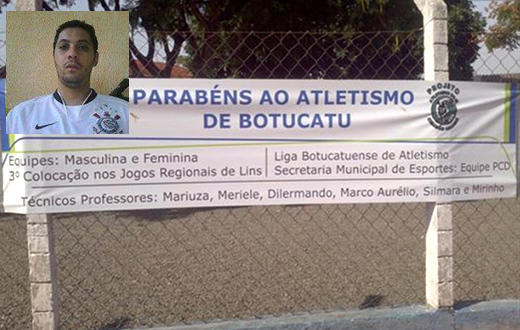 PARABÉNS AO ATLETISMO
DE BOTUCATU
PROJETO
Equipes: Masculina e Feminina
3º Colocação nos Jogos Regionais de Lins
Liga Botucatuense de Atletismo
Secretaria Municipal de Esportes: Equipe PCD
Técnicos Professores: Mariuza, Meriele, Dilermando, Marco Aurélio, Silmara e Mirinho